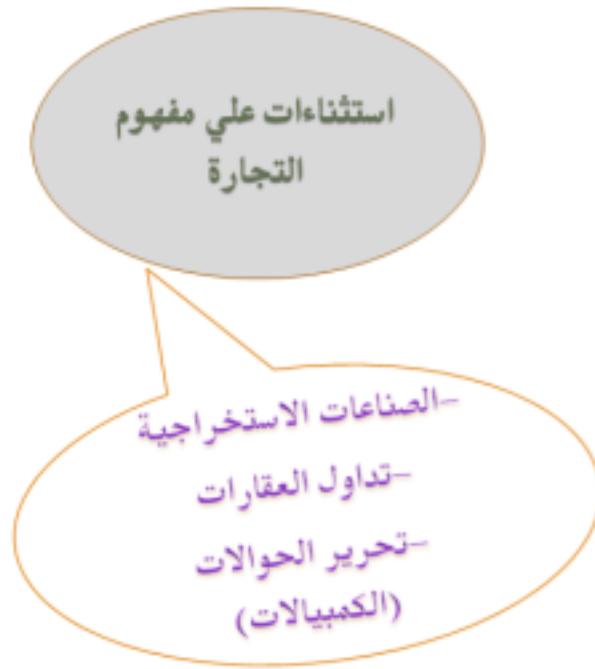 استثناءات علي مفهوم
التجارة
-الصناعات الاستخراجية
-تداول العقارات
-تحرير الحوالات
(الكمبيالات)